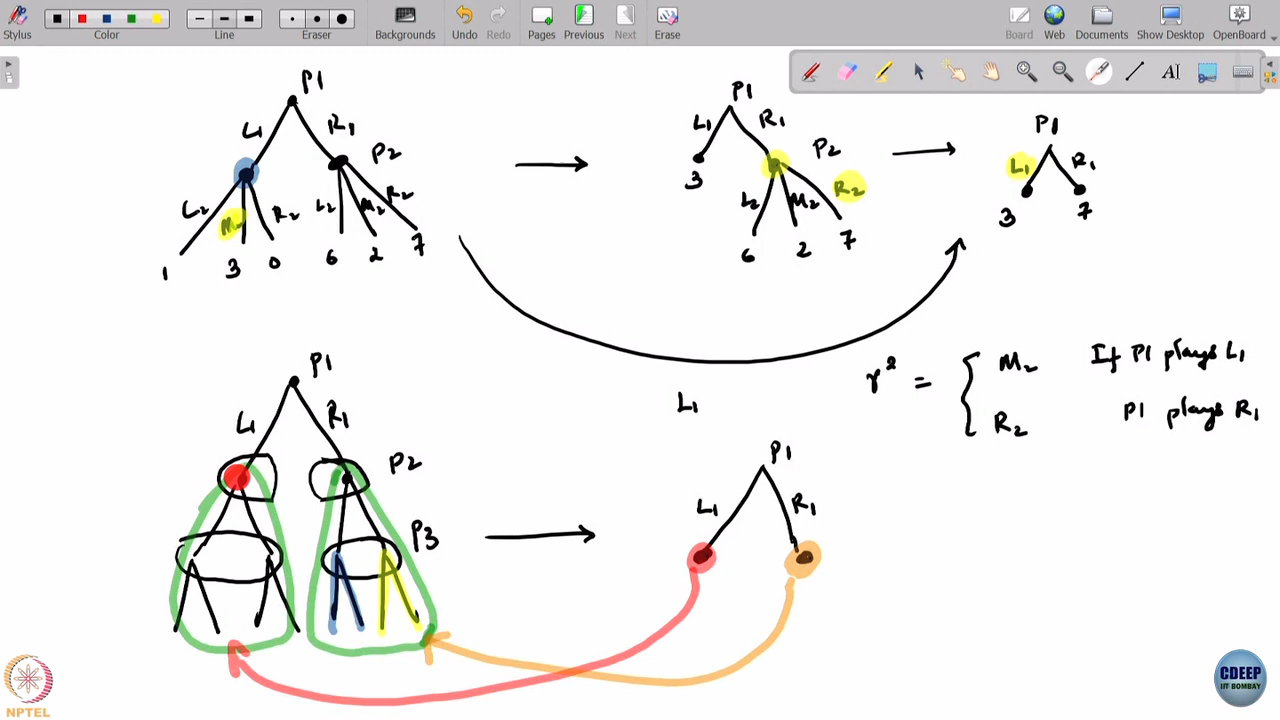 Stylus Color Line Eraser Backgrounds Undo Redo Pages Previous Next Erase Board Web Documents Show Desktop OpenBoard
P1
L1 R1
P2
L2 M2 R2 L2 M2 R2
1 3 0 6 2 7
P1
L1 R1
P2
3 L2 M2 R2
6 2 7
P1
L1 R1
3 7
γ² = { M2 If P1 plays L1
R2 P1 plays R1
L1
P1
L1 R1
P2
P3
P1
L1 R1
NPTEL
CDEEP
IIT BOMBAY